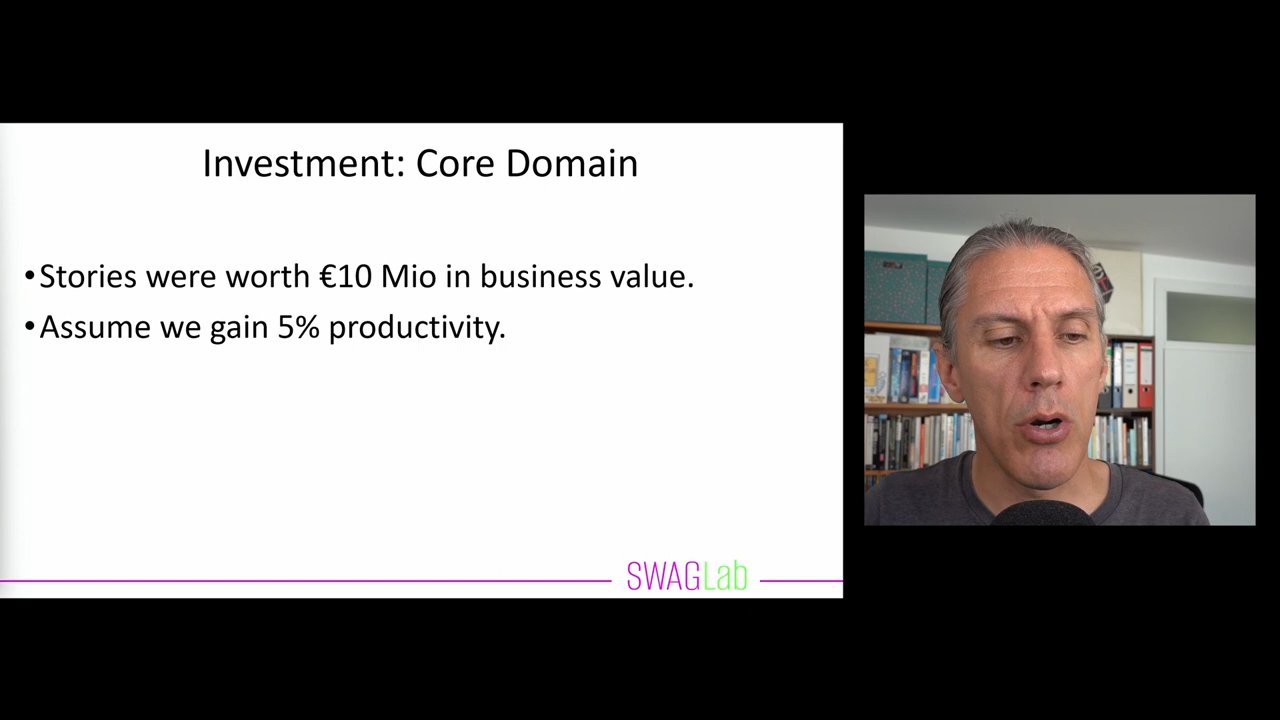 Investment: Core Domain
•Stories were worth €10 Mio in business value.
•Assume we gain 5% productivity.
SWAGLab